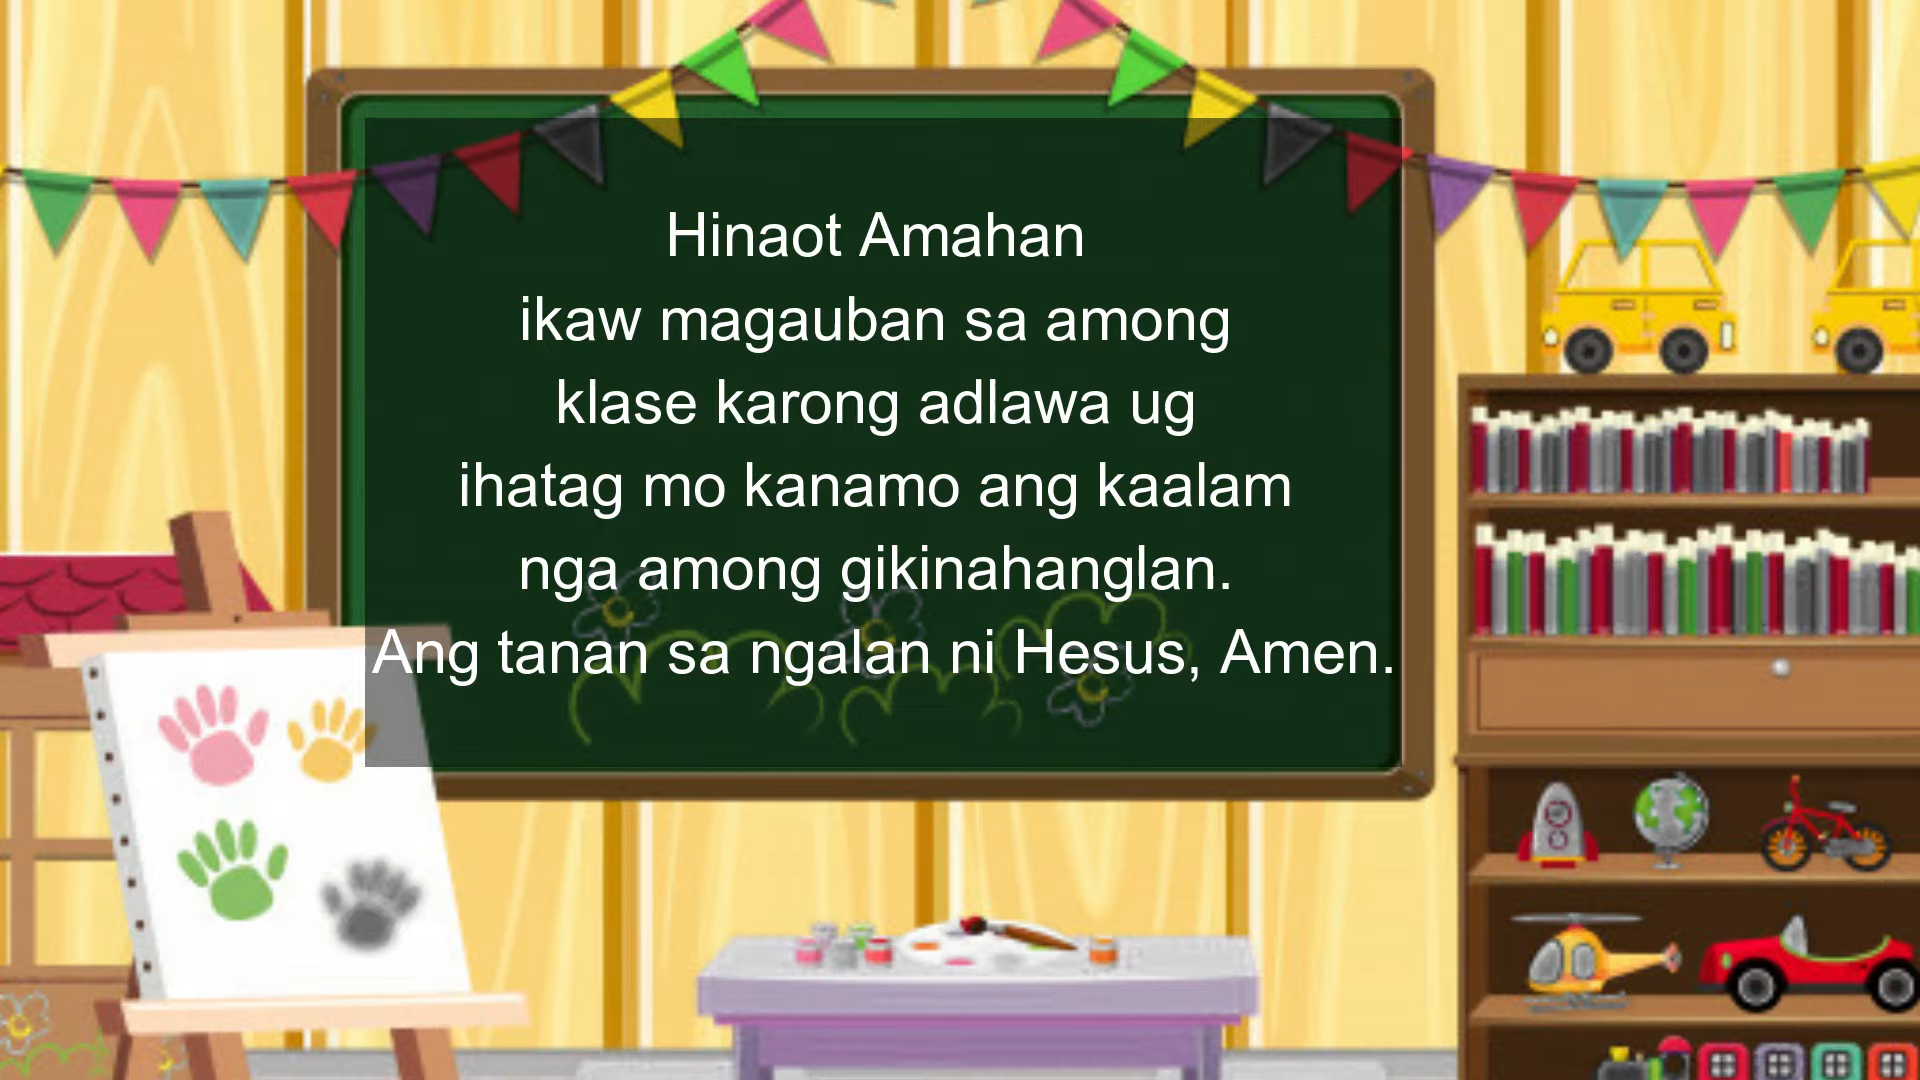 Hinaot Amahan
ikaw magauban sa among
klase karong adlawa ug
ihatag mo kanamo ang kaalam
nga among gikinahanglan.
Ang tanan sa ngalan ni Hesus, Amen.